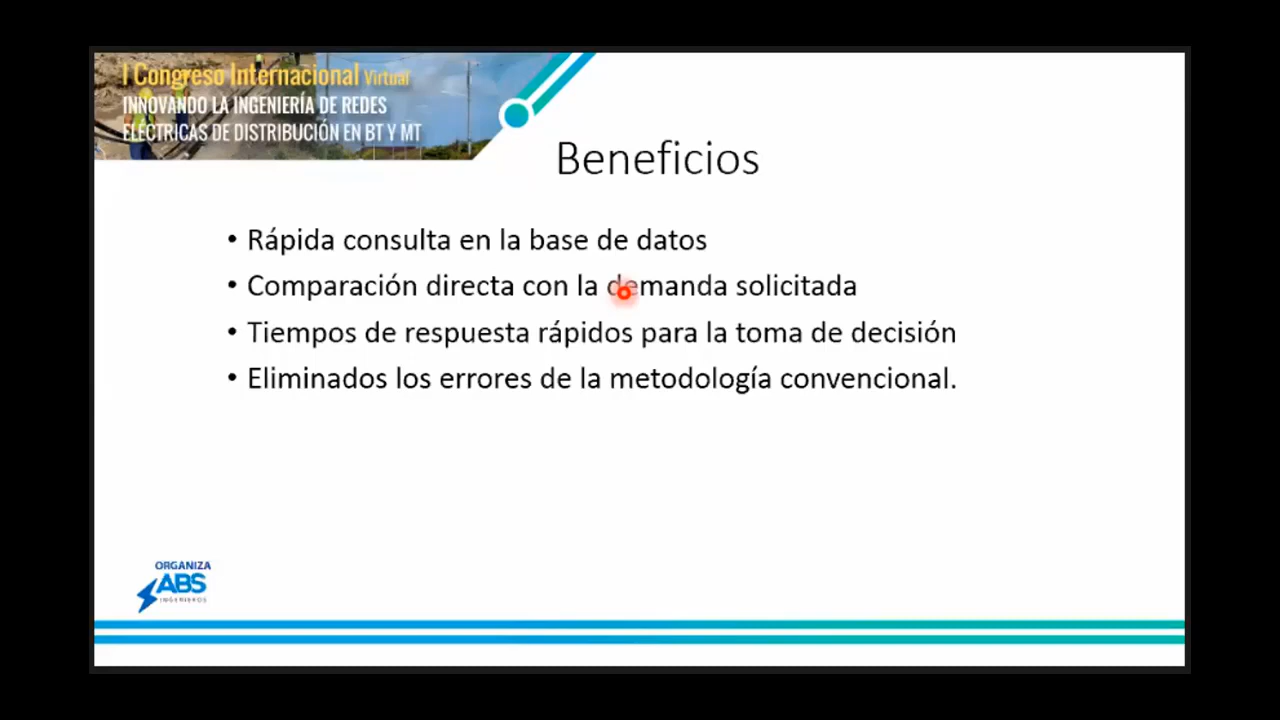 I Congreso Internacional Virtual
INNOVANDO LA INGENIERÍA DE REDES
ELÉCTRICAS DE DISTRIBUCIÓN EN BT Y MT
Beneficios
• Rápida consulta en la base de datos
• Comparación directa con la demanda solicitada
• Tiempos de respuesta rápidos para la toma de decisión
• Eliminados los errores de la metodología convencional.
ORGANIZA
ABS
INGENIEROS